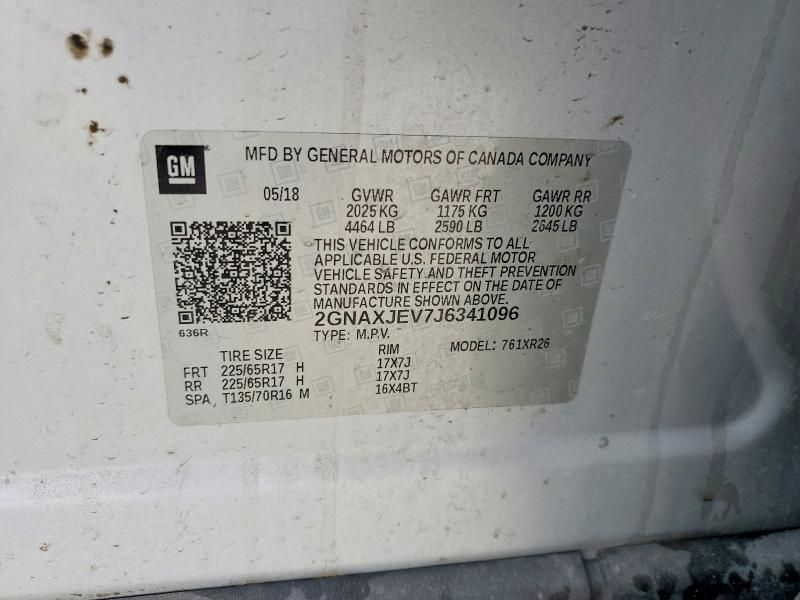 GM
MFD BY GENERAL MOTORS OF CANADA COMPANY
05/18 GVWR GAWR FRT GAWR RR
2025 KG 1175 KG 1200 KG
4464 LB 2590 LB 2645 LB
THIS VEHICLE CONFORMS TO ALL
APPLICABLE U.S. FEDERAL MOTOR
VEHICLE SAFETY AND THEFT PREVENTION
STANDARDS IN EFFECT ON THE DATE OF
MANUFACTURE SHOWN ABOVE.
636R
2GNAXJEV7J6341096
TYPE: M.P.V. MODEL: 761XR26
TIRE SIZE RIM
FRT 225/65R17 H 17X7J
RR 225/65R17 H 17X7J
SPA T135/70R16 M 16X4BT